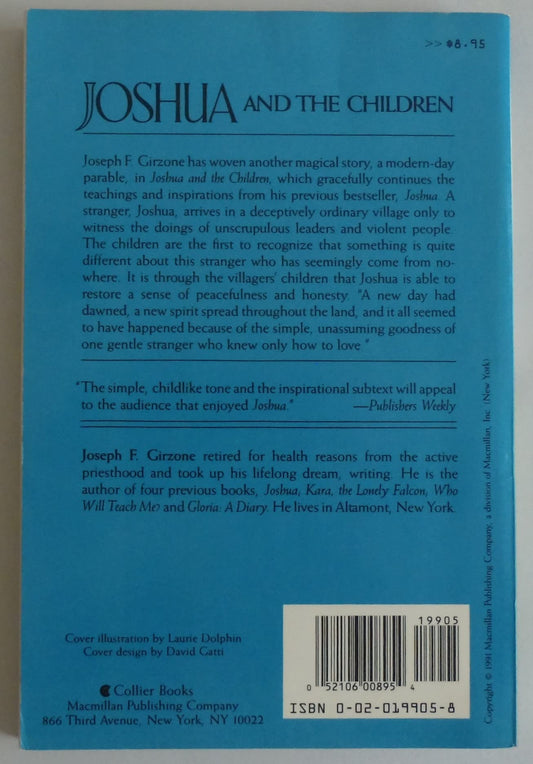 >> $8.95
JOSHUA AND THE CHILDREN
Joseph F. Girzone has woven another magical story, a modern-day
parable, in Joshua and the Children, which gracefully continues the
teachings and inspirations from his previous bestseller, Joshua. A
stranger, Joshua, arrives in a deceptively ordinary village only to
witness the doings of unscrupulous leaders and violent people.
The children are the first to recognize that something is quite
different about this stranger who has seemingly come from no-
where. It is through the villagers' children that Joshua is able to
restore a sense of peacefulness and honesty. "A new day had
dawned, a new spirit spread throughout the land, and it all seemed
to have happened because of the simple, unassuming goodness of
one gentle stranger who knew only how to love."
"The simple, childlike tone and the inspirational subtext will appeal
to the audience that enjoyed Joshua." —Publishers Weekly
Joseph F. Girzone retired for health reasons from the active
priesthood and took up his lifelong dream, writing. He is the
author of four previous books, Joshua; Kara, the Lonely Falcon; Who
Will Teach Me? and Gloria: A Diary. He lives in Altamont, New York.
Cover illustration by Laurie Dolphin
Cover design by David Gatti
Collier Books
Macmillan Publishing Company
866 Third Avenue, New York, NY 10022
19905
0 52106 00895 4
ISBN 0-02-019905-8
Copyright © 1991 Macmillan Publishing Company, a division of Macmillan, Inc. (New York)